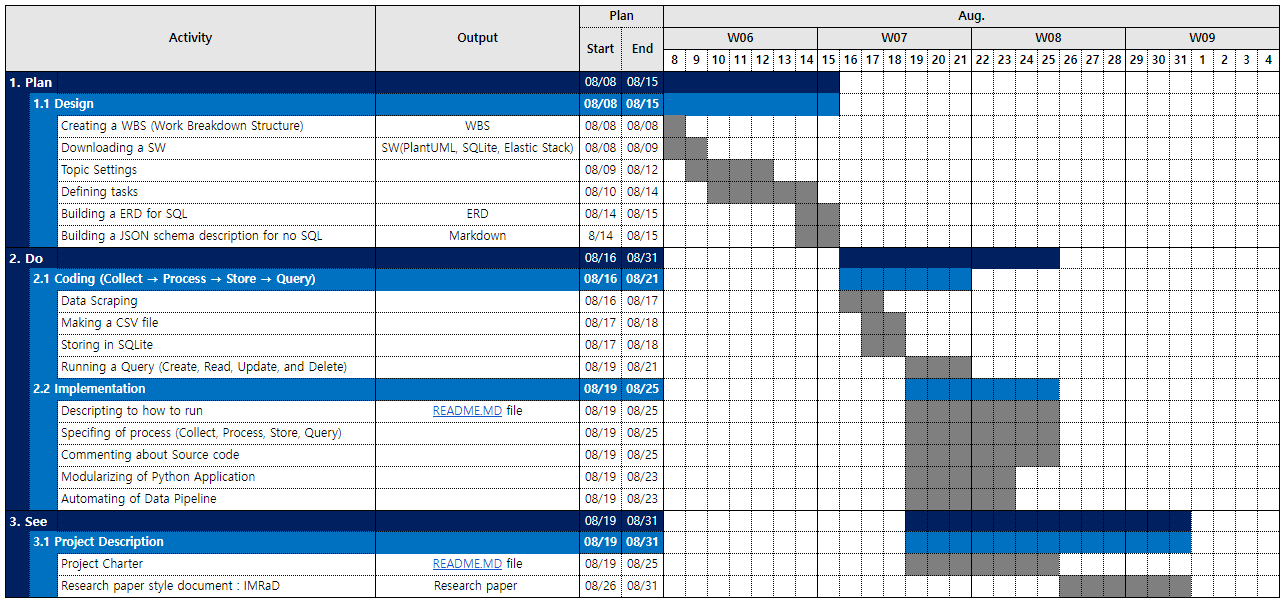 Activity Output Plan Aug.
Start End W06 W07 W08 W09
8 9 10 11 12 13 14 15 16 17 18 19 20 21 22 23 24 25 26 27 28 29 30 31 1 2 3 4
1. Plan 08/08 08/15
1.1 Design 08/08 08/15
Creating a WBS (Work Breakdown Structure) WBS 08/08 08/08
Downloading a SW SW(PlantUML, SQLite, Elastic Stack) 08/08 08/09
Topic Settings 08/09 08/12
Defining tasks 08/10 08/14
Building a ERD for SQL ERD 08/14 08/15
Building a JSON schema description for no SQL Markdown 8/14 08/15
2. Do 08/16 08/31
2.1 Coding (Collect → Process → Store → Query) 08/16 08/21
Data Scraping 08/16 08/17
Making a CSV file 08/17 08/18
Storing in SQLite 08/17 08/18
Running a Query (Create, Read, Update, and Delete) 08/19 08/21
2.2 Implementation 08/19 08/25
Descripting to how to run README.MD file 08/19 08/25
Specifing of process (Collect, Process, Store, Query) 08/19 08/25
Commenting about Source code 08/19 08/25
Modularizing of Python Application 08/19 08/23
Automating of Data Pipeline 08/19 08/23
3. See 08/19 08/31
3.1 Project Description 08/19 08/31
Project Charter README.MD file 08/19 08/25
Research paper style document : IMRaD Research paper 08/26 08/31